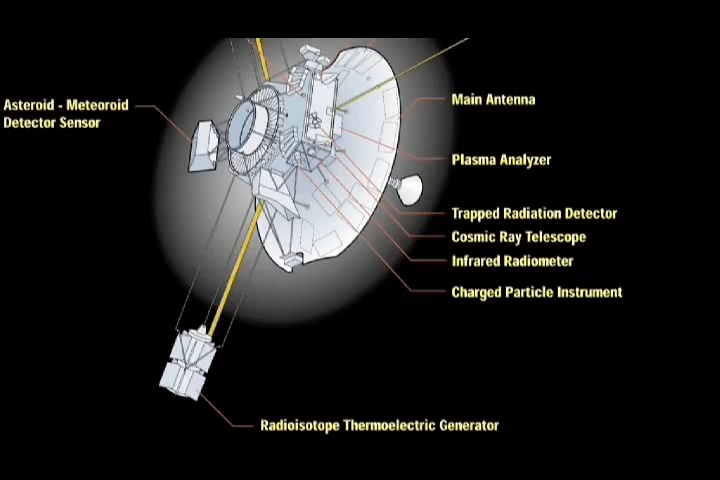 Asteroid - Meteoroid
Detector Sensor
Main Antenna
Plasma Analyzer
Trapped Radiation Detector
Cosmic Ray Telescope
Infrared Radiometer
Charged Particle Instrument
Radioisotope Thermoelectric Generator